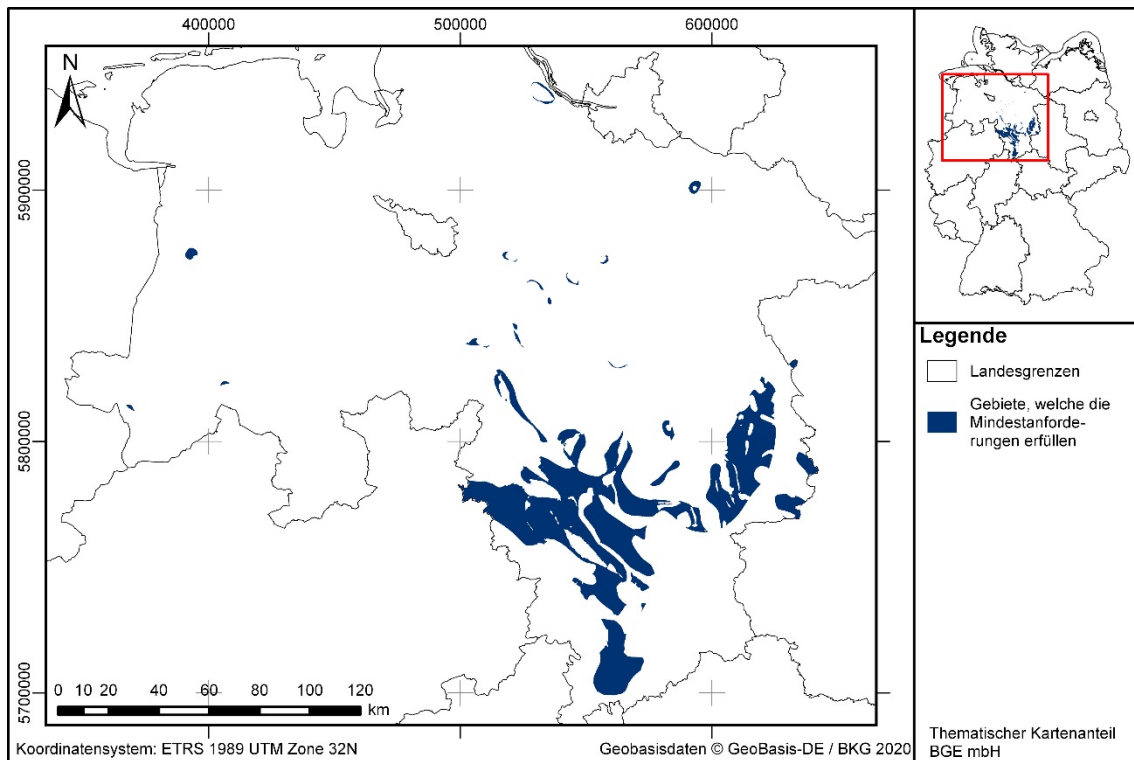 400000
500000
600000
N
5900000
5800000
5700000
0 10 20 40 60 80 100 120
km
Koordinatensystem: ETRS 1989 UTM Zone 32N
Geobasisdaten © GeoBasis-DE / BKG 2020
Legende
Landesgrenzen
Gebiete, welche die
Mindestanforde-
rungen erfüllen
Thematischer Kartenanteil
BGE mbH